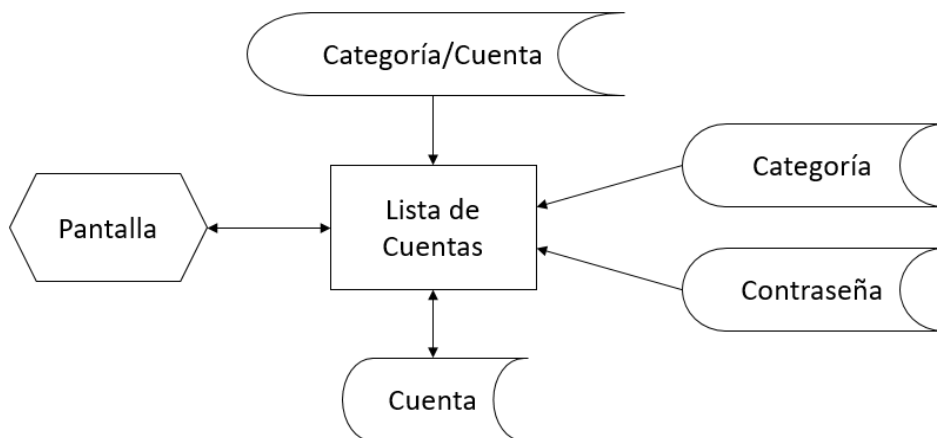 Categoría/Cuenta
Categoría
Lista de
Cuentas
Pantalla
Contraseña
Cuenta